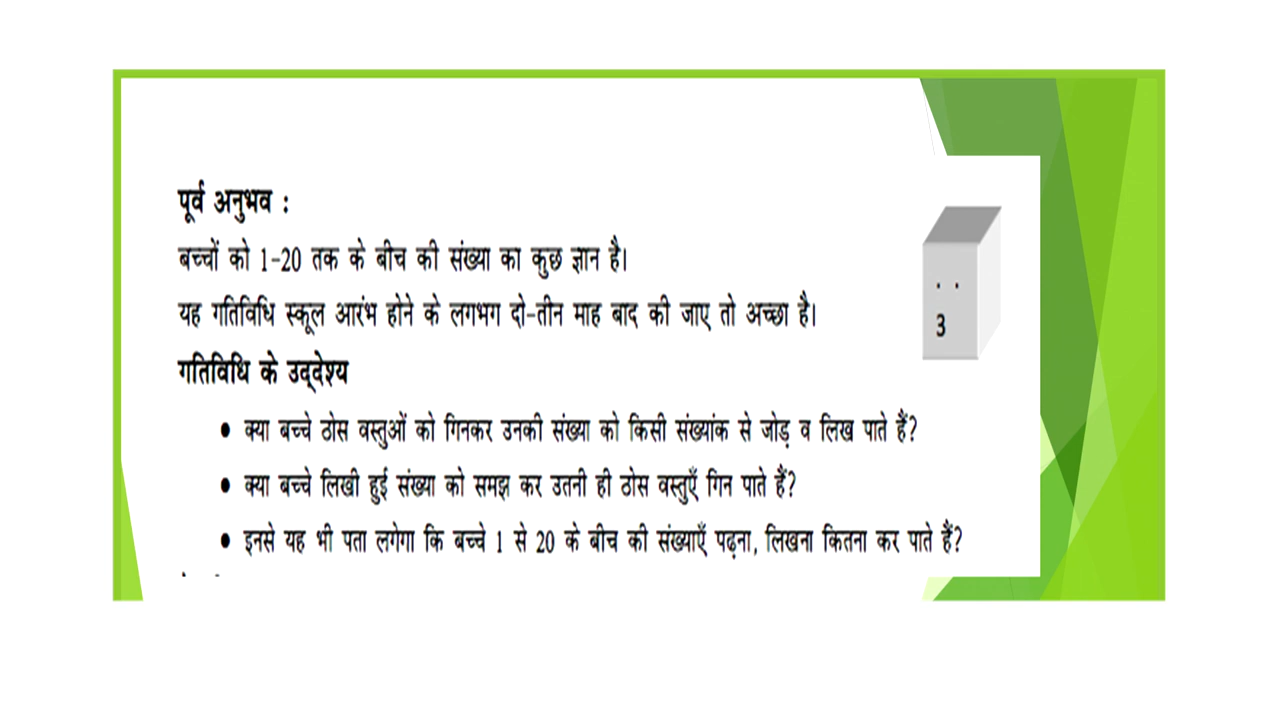 पूर्व अनुभव :
बच्चों को 1-20 तक के बीच की संख्या का कुछ ज्ञान है।
यह गतिविधि स्कूल आरंभ होने के लगभग दो-तीन माह बाद की जाए तो अच्छा है।
3
गतिविधि के उद्देश्य
• क्या बच्चे ठोस वस्तुओं को गिनकर उनकी संख्या को किसी संख्यांक से जोड़ व लिख पाते हैं?
• क्या बच्चे लिखी हुई संख्या को समझ कर उतनी ही ठोस वस्तुएँ गिन पाते हैं?
• इनसे यह भी पता लगेगा कि बच्चे 1 से 20 के बीच की संख्याएँ पढ़ना, लिखना कितना कर पाते हैं?